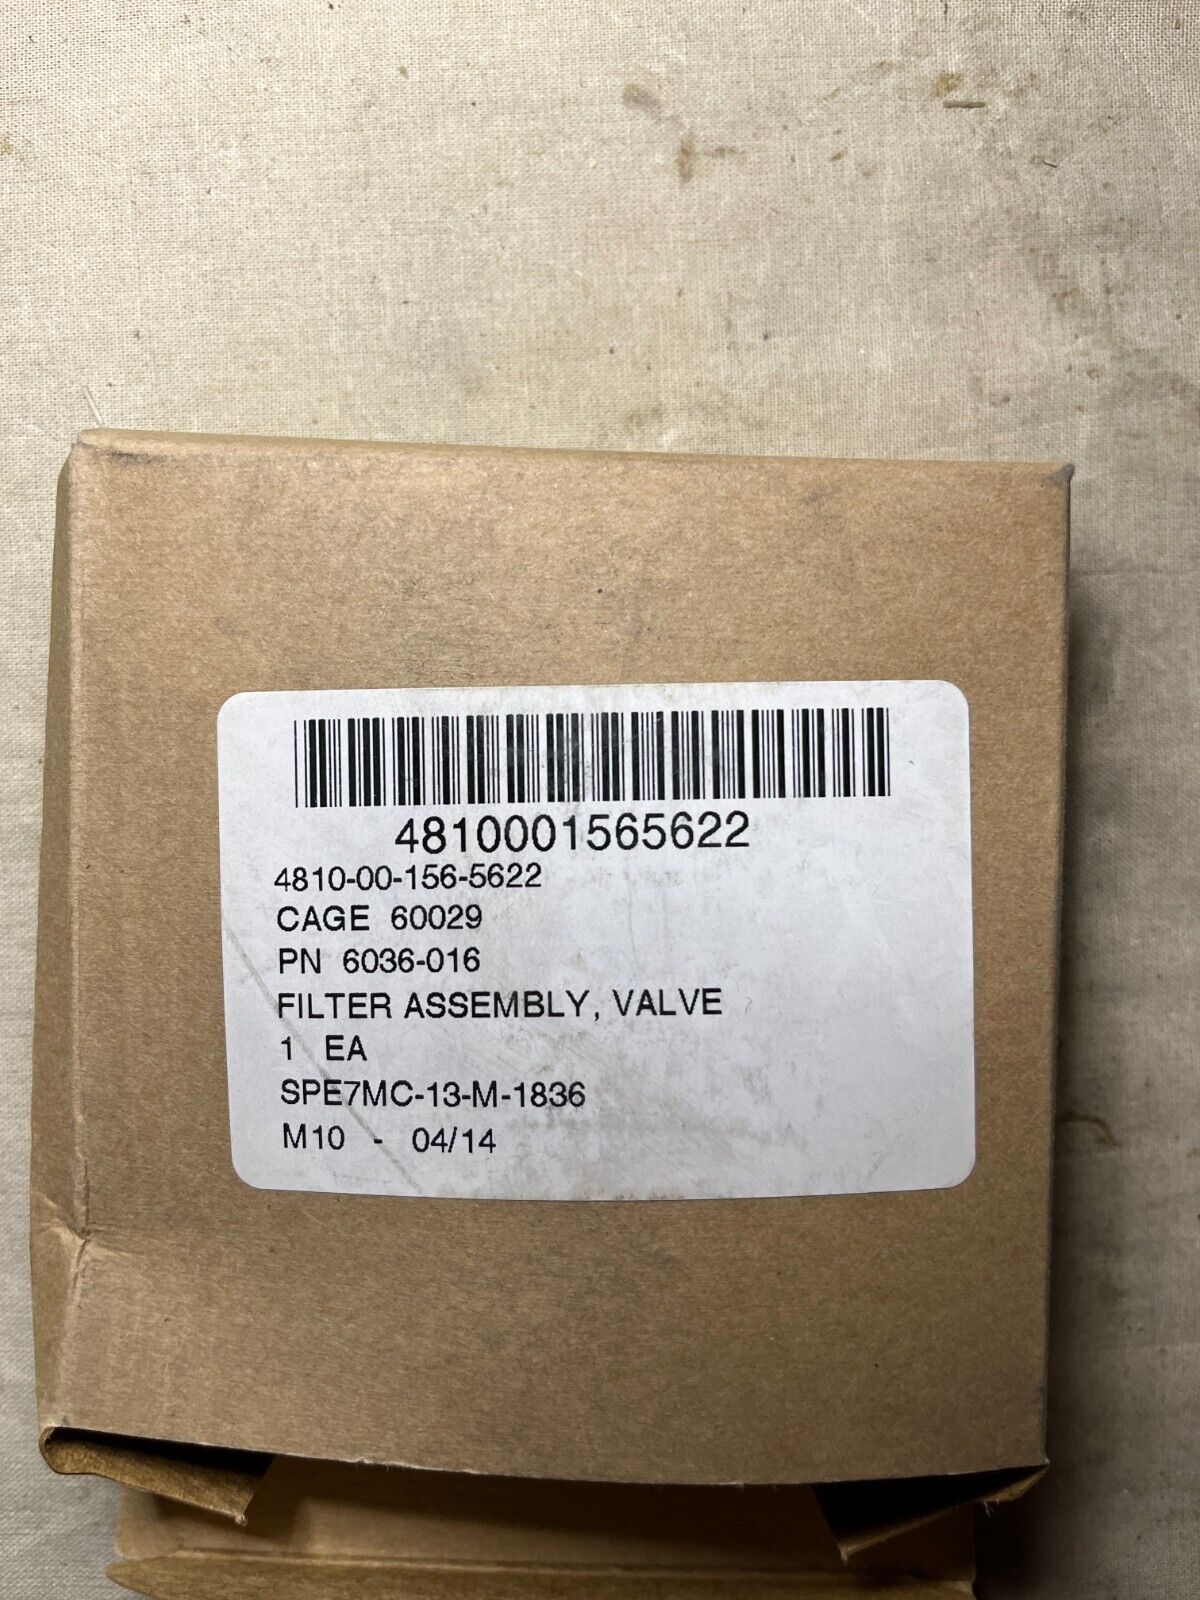 4810001565622
4810-00-156-5622
CAGE 60029
PN 6036-016
FILTER ASSEMBLY, VALVE
1 EA
SPE7MC-13-M-1836
M10 - 04/14